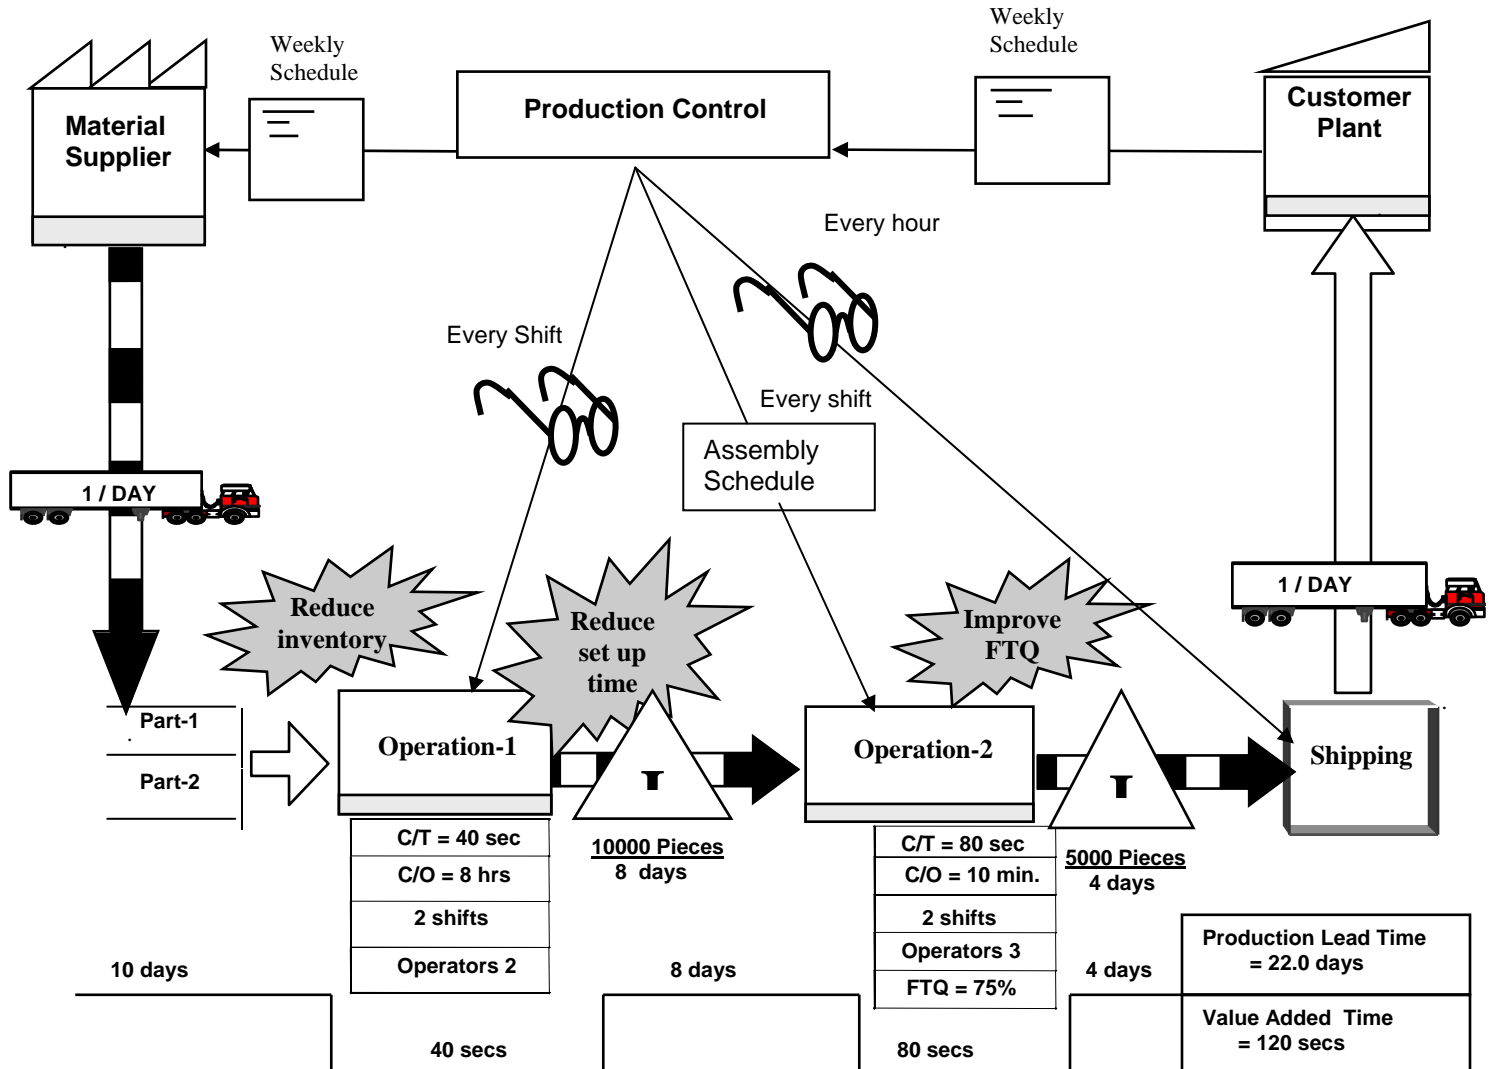 Weekly
Schedule
Weekly
Schedule
Material
Supplier
Production Control
Customer
Plant
Every hour
Every Shift
Every shift
Assembly
Schedule
1 / DAY
1 / DAY
Reduce
inventory
Reduce
set up
time
Improve
FTQ
Part-1
Part-2
Operation-1
I
Operation-2
I
Shipping
C/T = 40 sec
C/O = 8 hrs
2 shifts
Operators 2
10000 Pieces
8 days
C/T = 80 sec
C/O = 10 min.
2 shifts
Operators 3
FTQ = 75%
5000 Pieces
4 days
10 days
8 days
4 days
Production Lead Time
= 22.0 days
40 secs
80 secs
Value Added Time
= 120 secs